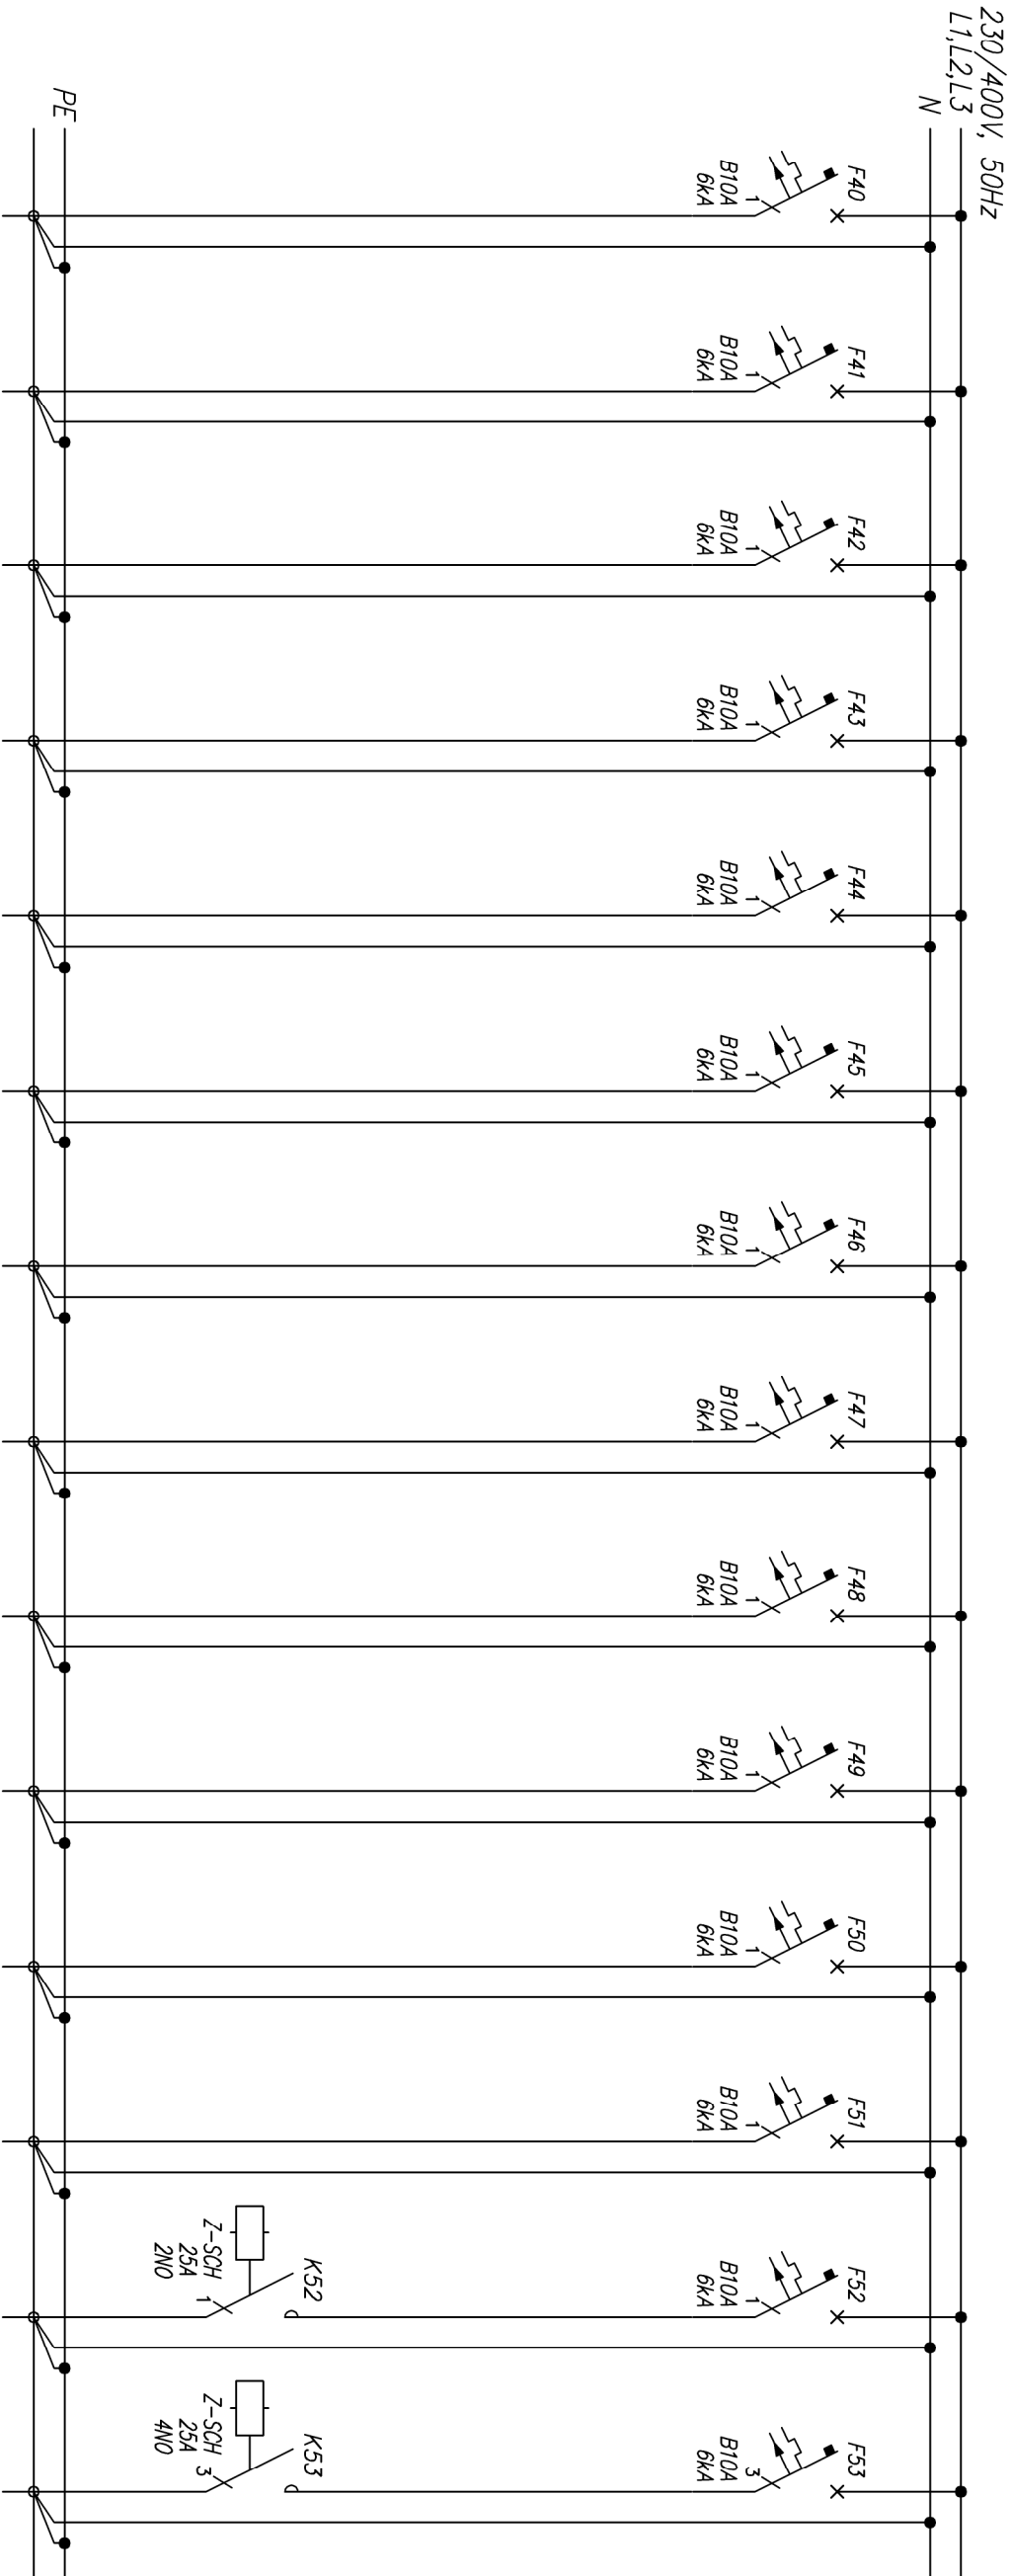 230/400V, 50Hz
L1,L2,L3
N
F40
1
B10A
6kA
F41
1
B10A
6kA
F42
1
B10A
6kA
F43
1
B10A
6kA
F44
1
B10A
6kA
F45
1
B10A
6kA
F46
1
B10A
6kA
F47
1
B10A
6kA
F48
1
B10A
6kA
F49
1
B10A
6kA
F50
1
B10A
6kA
F51
1
B10A
6kA
F52
1
B10A
6kA
F53
3
B10A
6kA
K52
Z-SCH
25A
2NO
1
K53
Z-SCH
25A
4NO
3
PE